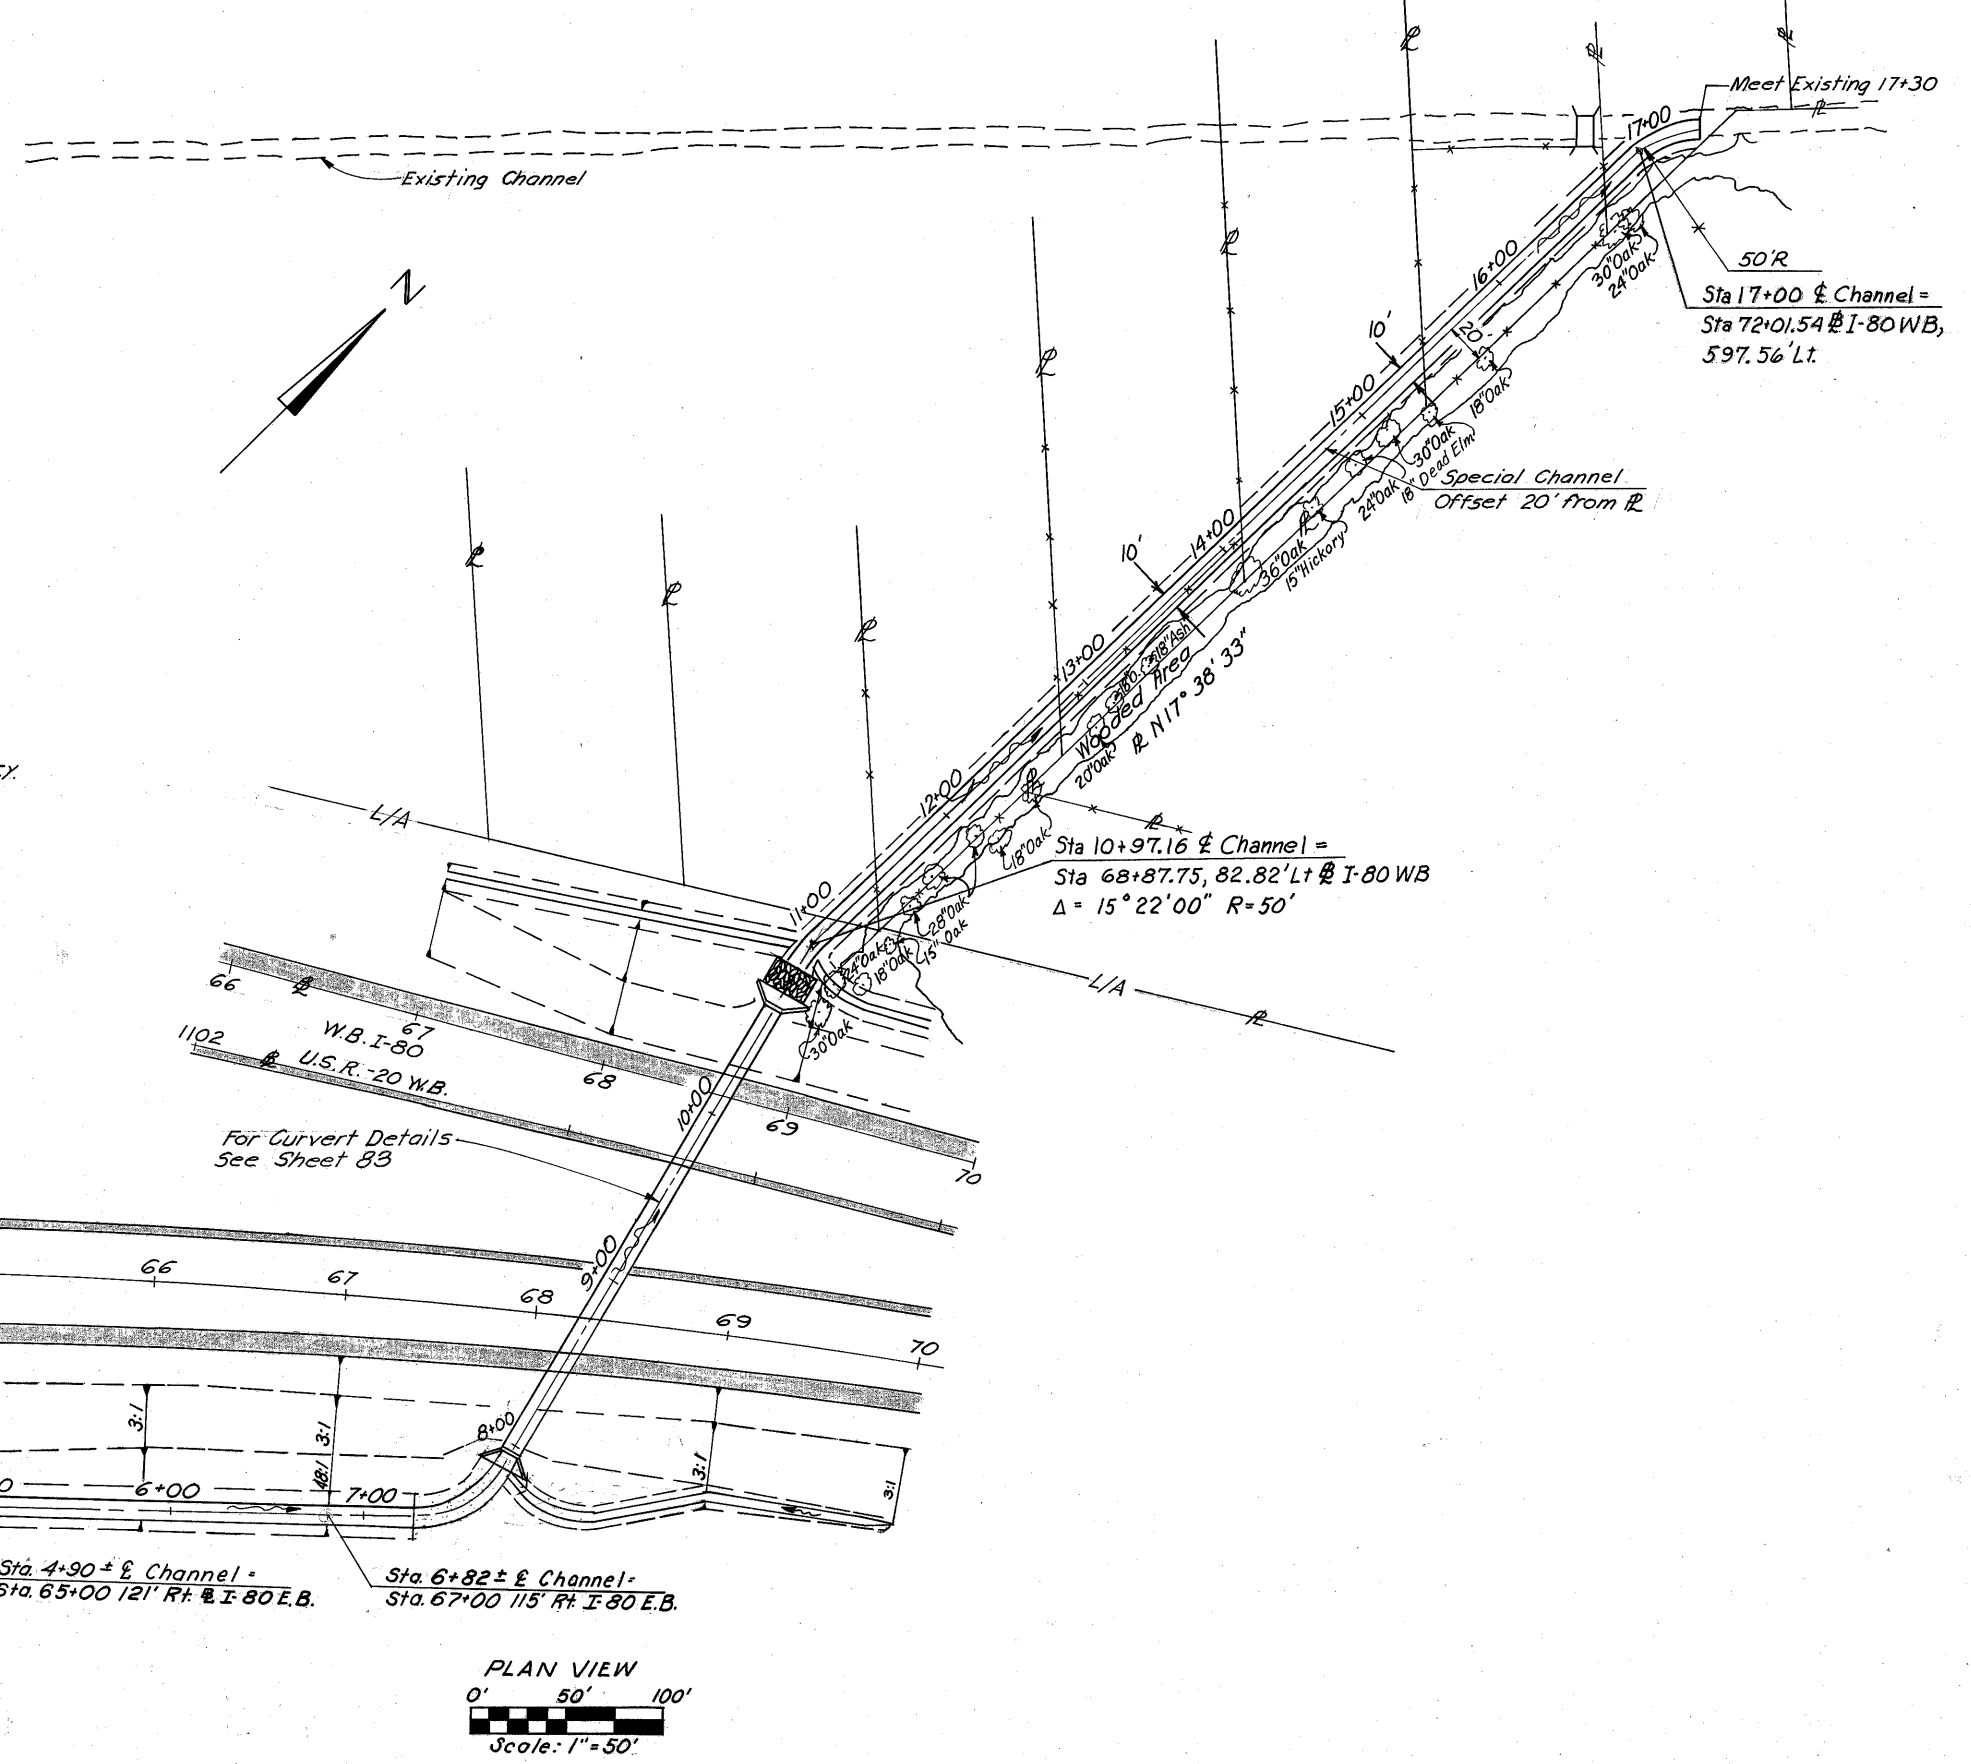 Meet Existing 17+30
17+00
Existing Channel
N
50'R
Sta 17+00 ℄ Channel =
Sta 72+01.54 ℄ I-80 WB,
597.56' Lt.
30"Oak
24"Oak
16+00
10'
20'
18"Oak
15+00
30"Oak
18" Dead Elm
24"Oak
Special Channel
Offset 20' from ⅊
14+00
10'
36"Oak
15"Hickory
18"Ash
13+00
Wooded Area
⅊ N17° 38' 33"
20"Oak
12+00
18"Oak
Sta 10+97.16 ℄ Channel =
Sta 68+87.75, 82.82' Lt ℄ I-80 WB
Δ = 15° 22' 00" R=50'
L/A
11+00
28"Oak
15" Oak
24"Oak
18"Oak
30"Oak
L/A
66
67
W.B. I-80
68
69
70
1102
U.S.R.-20 W.B.
10+00
For Curvert Details
See Sheet 83
9+00
66
67
68
69
70
3:1
3:1
48:1
3:1
3:1
8+00
6+00
7+00
Sta. 4+90± ℄ Channel =
Sta. 65+00 121' Rt. ℄ I-80 E.B.
Sta. 6+82± ℄ Channel=
Sta. 67+00 115' Rt I-80 E.B.
PLAN VIEW
0' 50' 100'
Scale: 1"=50'